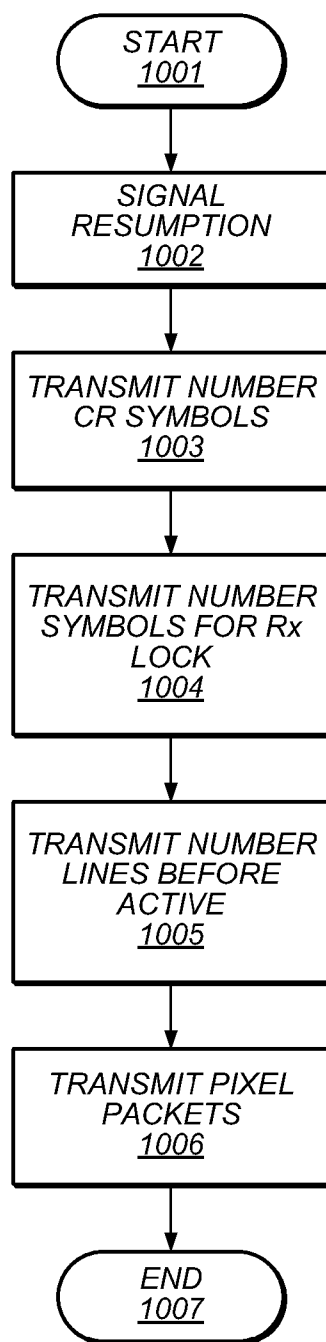 START
1001
SIGNAL
RESUMPTION
1002
TRANSMIT NUMBER
CR SYMBOLS
1003
TRANSMIT NUMBER
SYMBOLS FOR Rx
LOCK
1004
TRANSMIT NUMBER
LINES BEFORE
ACTIVE
1005
TRANSMIT PIXEL
PACKETS
1006
END
1007